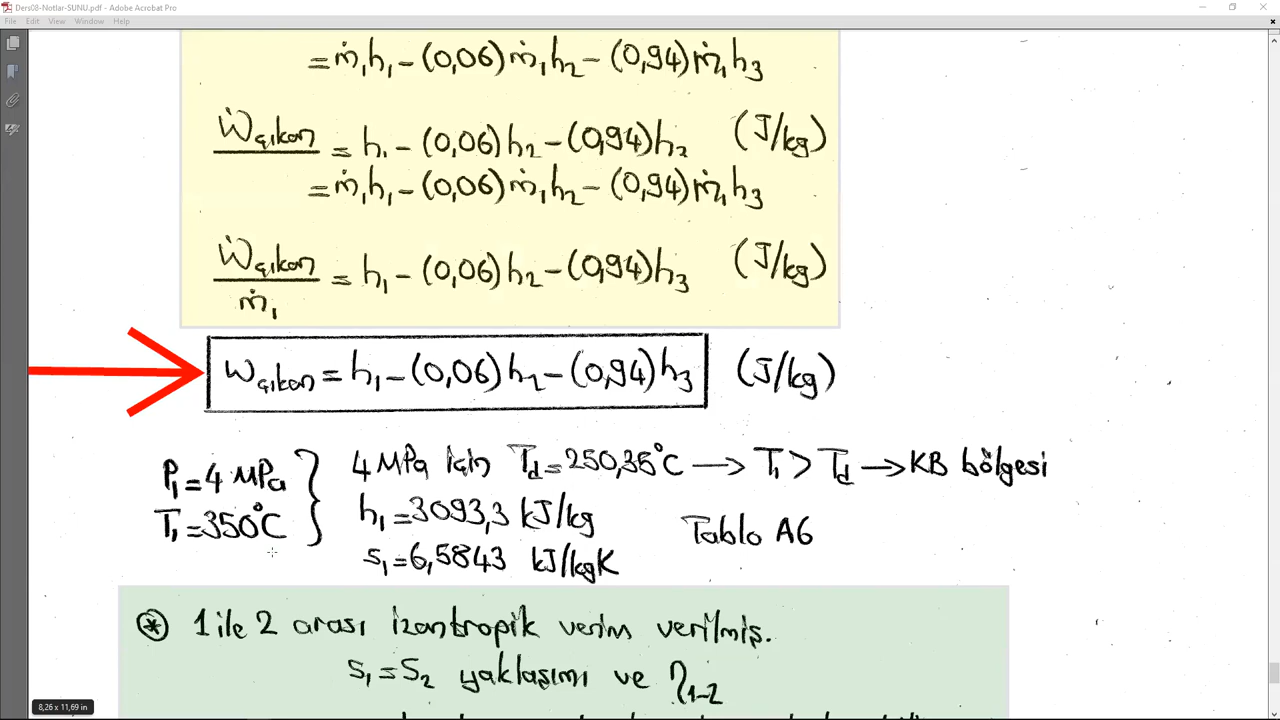 Ders08-Notlar-SUNU.pdf - Adobe Acrobat Pro
File Edit View Window Help
=ṁ₁h₁-(0,06)ṁ₁h₂-(0,94)ṁ₁h₃
Ẇçıkan = h₁-(0,06)h₂-(0,94)h₃ (J/kg)
=ṁ₁h₁-(0,06)ṁ₁h₂-(0,94)ṁ₁h₃
Ẇçıkan = h₁-(0,06)h₂-(0,94)h₃ (J/kg)
ṁ₁
wçıkan=h₁-(0,06)h₂-(0,94)h₃ (J/kg)
P₁=4 MPa 4 MPa için Td=250,35°C → T₁ > Td → KB bölgesi
T₁=350°C h₁=3093,3 kJ/kg Tablo A6
s₁=6,5843 kJ/kgK
* 1 ile 2 arası izantropik verim verilmiş.
s₁=s₂ yaklaşımı ve η₁₋₂
8,26 x 11,69 in